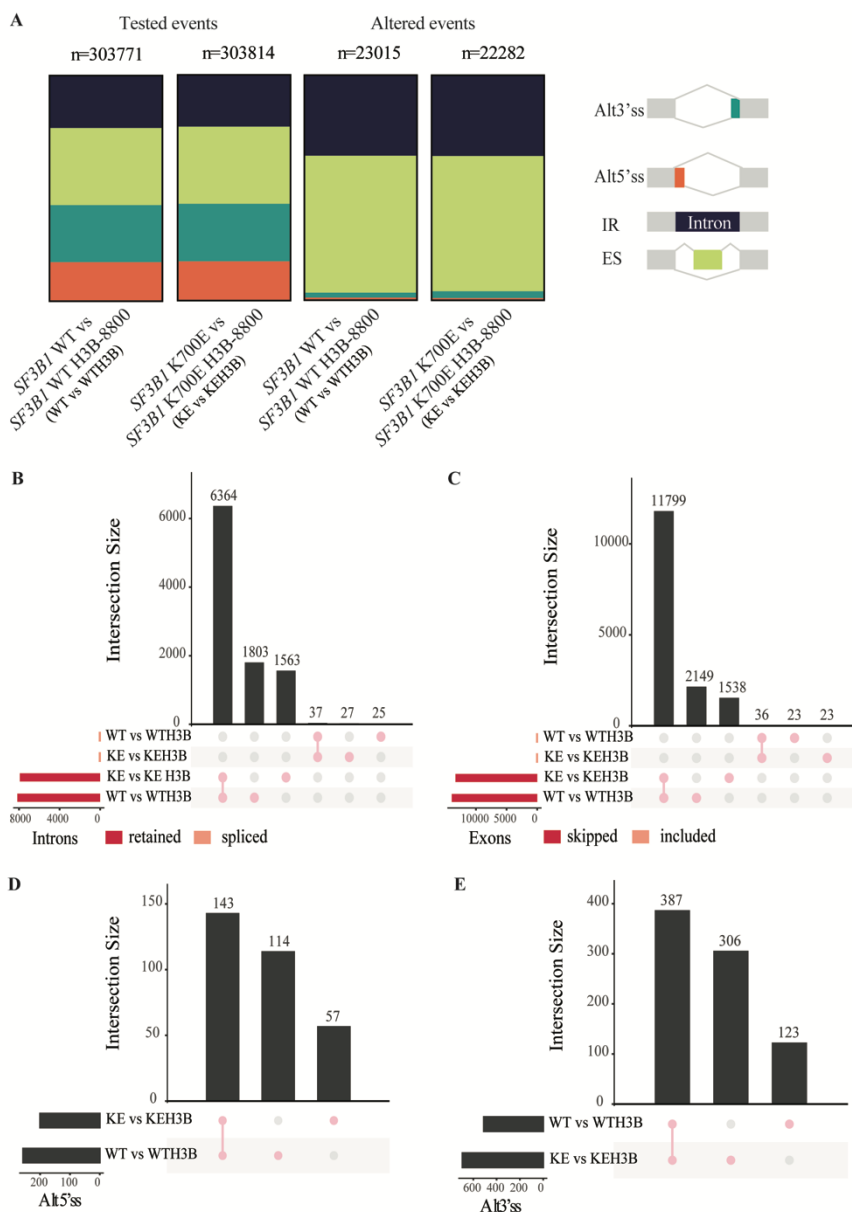 A
Tested events
Altered events
n=303771
n=303814
n=23015
n=22282
SF3B1 WT vs
SF3B1 WT H3B-8800
(WT vs WTH3B)
SF3B1 K700E vs
SF3B1 K700E H3B-8800
(KE vs KEH3B)
SF3B1 WT vs
SF3B1 WT H3B-8800
(WT vs WTH3B)
SF3B1 K700E vs
SF3B1 K700E H3B-8800
(KE vs KEH3B)
Alt3'ss
Alt5'ss
IR
Intron
ES
B
Intersection Size
6000
4000
2000
0
6364
1803
1563
37
27
25
WT vs WTH3B
KE vs KEH3B
KE vs KE H3B
WT vs WTH3B
8000 4000 0
Introns
retained
spliced
C
Intersection Size
10000
5000
0
11799
2149
1538
36
23
23
WT vs WTH3B
KE vs KEH3B
KE vs KEH3B
WT vs WTH3B
10000 5000 0
Exons
skipped
included
D
Intersection Size
150
100
50
0
143
114
57
KE vs KEH3B
WT vs WTH3B
200 100 0
Alt5'ss
E
Intersection Size
400
300
200
100
0
387
306
123
WT vs WTH3B
KE vs KEH3B
600 400 200 0
Alt3'ss